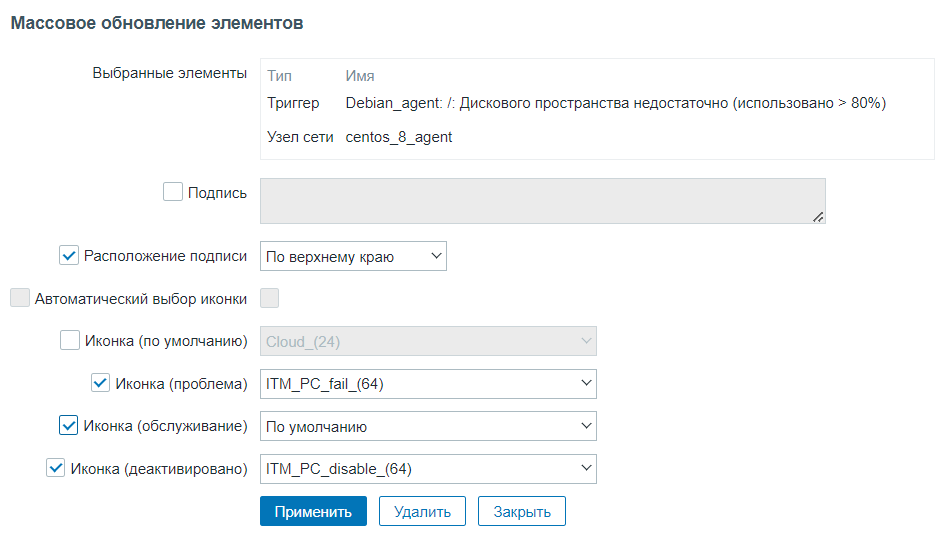 Массовое обновление элементов
Выбранные элементы
Тип Имя
Триггер Debian_agent: /: Дискового пространства недостаточно (использовано > 80%)
Узел сети centos_8_agent
Подпись
Расположение подписи По верхнему краю
Автоматический выбор иконки
Иконка (по умолчанию) Cloud_(24)
Иконка (проблема) ITM_PC_fail_(64)
Иконка (обслуживание) По умолчанию
Иконка (деактивировано) ITM_PC_disable_(64)
Применить Удалить Закрыть